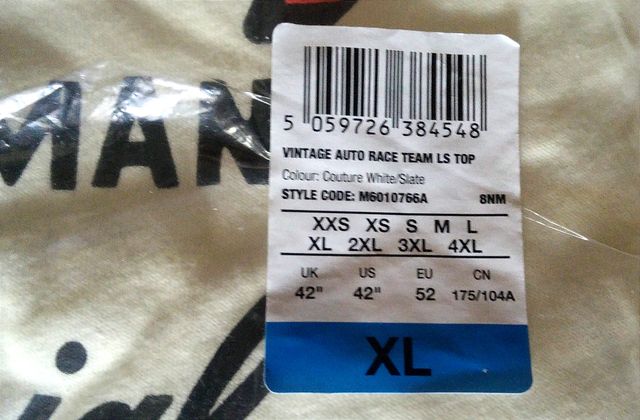 MAN
5 059726 384548
VINTAGE AUTO RACE TEAM LS TOP
Colour: Couture White/Slate
STYLE CODE: M6010766A 8NM
XXS XS S M L
XL 2XL 3XL 4XL
UK US EU CN
42" 42" 52 175/104A
XL